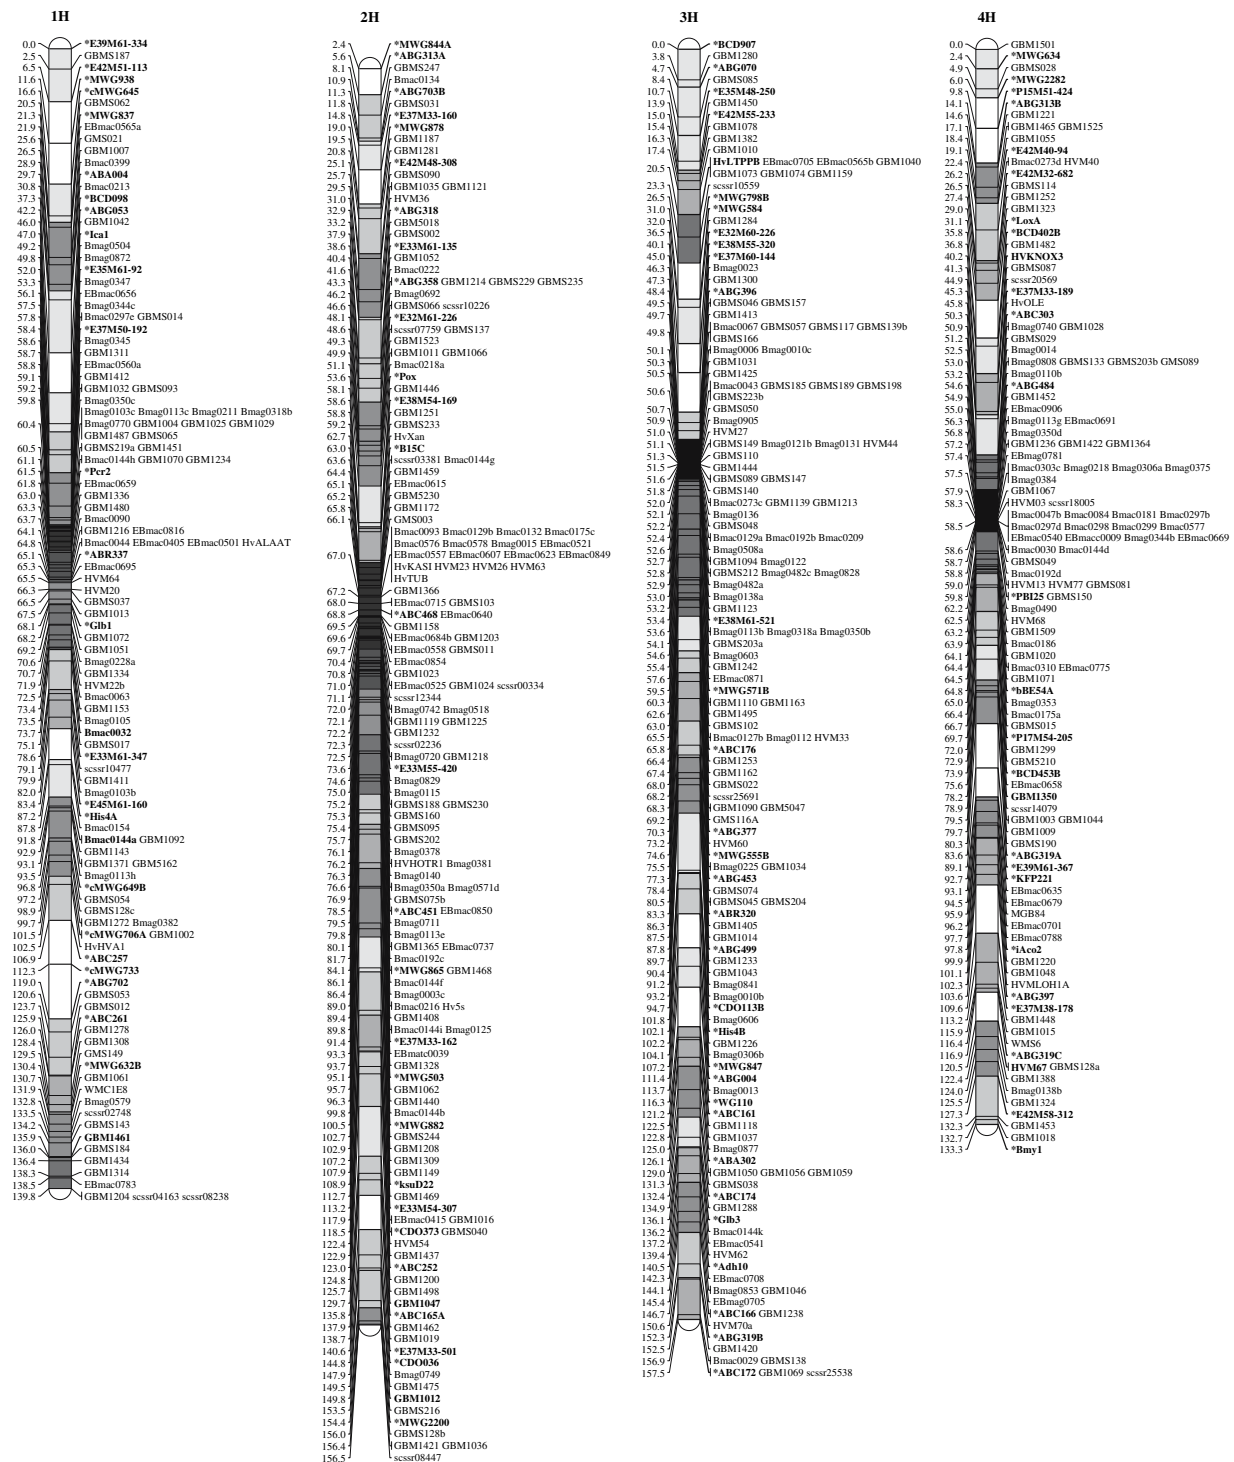 1H
0.0 *E39M61-334
2.5 GBMS187
6.5 *E42M51-113
11.6 *MWG938
16.6 *cMWG645
20.5 GBMS062
21.3 *MWG837
21.9 EBmac0565a
25.6 GMS021
26.5 GBM1007
28.9 Bmac0399
29.7 *ABA004
30.8 Bmac0213
37.3 *BCD098
42.2 *ABG053
46.0 GBM1042
47.0 *Ica1
49.2 Bmag0504
49.8 Bmag0872
52.0 *E35M61-92
53.3 Bmag0347
56.1 EBmac0656
57.5 Bmag0344c
57.8 Bmac0297e GBMS014
58.4 *E37M50-192
58.6 Bmag0345
58.7 GBM1311
58.8 EBmac0560a
59.1 GBM1412
59.2 GBM1032 GBMS093
59.8 Bmag0350c
Bmag0103c Bmag0113c Bmag0211 Bmag0318b
60.4 Bmag0770 GBM1004 GBM1025 GBM1029
GBM1487 GBMS065
60.5 GBMS219a GBM1451
61.1 Bmac0144h GBM1070 GBM1234
61.5 *Pcr2
61.8 EBmac0659
63.0 GBM1336
63.3 GBM1480
63.7 Bmac0090
64.1 GBM1216 EBmac0816
64.8 Bmac0044 EBmac0405 EBmac0501 HvALAAT
65.1 *ABR337
65.3 EBmac0695
65.5 HVM64
66.3 HVM20
66.5 GBMS037
67.5 GBM1013
68.1 *Glb1
68.2 GBM1072
69.2 GBM1051
70.6 Bmag0228a
70.7 GBM1334
71.9 HVM22b
72.5 Bmac0063
73.4 GBM1153
73.5 Bmag0105
73.7 Bmac0032
75.1 GBMS017
78.6 *E33M61-347
79.1 scssr10477
79.9 GBM1411
82.0 Bmag0103b
83.4 *E45M61-160
87.2 *His4A
87.8 Bmac0154
91.8 Bmac0144a GBM1092
92.9 GBM1143
93.1 GBM1371 GBM5162
93.5 Bmag0113h
96.8 *cMWG649B
97.2 GBMS054
98.9 GBMS128c
99.7 GBM1272 Bmag0382
101.5 *cMWG706A GBM1002
102.5 HvHVA1
106.9 *ABC257
112.3 *cMWG733
119.0 *ABG702
120.6 GBMS053
123.7 GBMS012
125.9 *ABC261
126.0 GBM1278
128.4 GBM1308
129.5 GMS149
130.4 *MWG632B
130.7 GBM1061
131.9 WMC1E8
132.8 Bmag0579
133.5 scssr02748
134.2 GBMS143
135.9 GBM1461
136.0 GBMS184
136.4 GBM1434
138.3 GBM1314
138.5 EBmac0783
139.8 GBM1204 scssr04163 scssr08238
2H
2.4 *MWG844A
5.6 *ABG313A
8.1 GBMS247
10.9 Bmac0134
11.3 *ABG703B
11.8 GBMS031
14.8 *E37M33-160
19.0 *MWG878
19.5 GBM1187
20.8 GBM1281
25.1 *E42M48-308
25.7 GBMS090
29.5 GBM1035 GBM1121
31.0 HVM36
32.9 *ABG318
33.2 GBM5018
37.9 GBMS002
38.6 *E33M61-135
40.4 GBM1052
41.6 Bmac0222
43.3 *ABG358 GBM1214 GBMS229 GBMS235
46.2 Bmag0692
46.6 GBMS066 scssr10226
48.1 *E32M61-226
48.6 scssr07759 GBMS137
49.3 GBM1523
49.9 GBM1011 GBM1066
51.1 Bmac0218a
53.6 *Pox
58.1 GBM1446
58.6 *E38M54-169
58.8 GBM1251
59.2 GBMS233
62.7 HvXan
63.0 *B15C
63.6 scssr03381 Bmac0144g
64.4 GBM1459
65.1 EBmac0615
65.2 GBM5230
65.8 GBM1172
66.1 GMS003
Bmac0093 Bmac0129b Bmac0132 Bmac0175c
Bmac0576 Bmac0578 Bmag0015 EBmac0521
67.0 EBmac0557 EBmac0607 EBmac0623 EBmac0849
HvKASI HVM23 HVM26 HVM63
HvTUB
67.2 GBM1366
68.0 EBmac0715 GBMS103
68.8 *ABC468 EBmac0640
69.5 GBM1158
69.6 EBmac0684b GBM1203
69.7 EBmac0558 GBMS011
70.4 EBmac0854
70.8 GBM1023
71.0 EBmac0525 GBM1024 scssr00334
71.1 scssr12344
72.0 Bmag0742 Bmag0518
72.1 GBM1119 GBM1225
72.2 GBM1232
72.3 scssr02236
72.5 Bmag0720 GBM1218
73.6 *E33M55-420
74.6 Bmag0829
75.0 Bmag0115
75.2 GBMS188 GBMS230
75.3 GBMS160
75.4 GBMS095
75.7 GBMS202
76.1 Bmag0378
76.2 HVHOTR1 Bmag0381
76.3 Bmag0140
76.6 Bmag0350a Bmag0571d
76.9 GBMS075b
78.5 *ABC451 EBmac0850
79.5 Bmag0711
79.8 Bmag0113e
80.1 GBM1365 EBmac0737
81.7 Bmac0192c
84.1 *MWG865 GBM1468
86.1 Bmac0144f
86.4 Bmag0003c
89.0 Bmac0216 Hv5s
89.4 GBM1408
89.8 Bmac0144i Bmag0125
91.4 *E37M33-162
93.3 EBmatc0039
93.7 GBM1328
95.1 *MWG503
95.7 GBM1062
96.3 GBM1440
99.8 Bmac0144b
100.5 *MWG882
102.7 GBMS244
102.9 GBM1208
107.2 GBM1309
107.9 GBM1149
108.9 *ksuD22
112.7 GBM1469
113.2 *E33M54-307
117.9 EBmac0415 GBM1016
118.5 *CDO373 GBMS040
122.4 HVM54
122.9 GBM1437
123.0 *ABC252
124.8 GBM1200
125.7 GBM1498
129.7 GBM1047
135.8 *ABC165A
137.9 GBM1462
138.7 GBM1019
140.6 *E37M33-501
144.8 *CDO036
147.9 Bmag0749
149.5 GBM1475
149.8 GBM1012
153.5 GBMS216
154.4 *MWG2200
156.0 GBMS128b
156.4 GBM1421 GBM1036
156.5 scssr08447
3H
0.0 *BCD907
3.8 GBM1280
4.7 *ABG070
8.4 GBMS085
10.7 *E35M48-250
13.9 GBM1450
15.0 *E42M55-233
15.4 GBM1078
16.3 GBM1382
17.4 GBM1010
HvLTPPB EBmac0705 EBmac0565b GBM1040
20.5 GBM1073 GBM1074 GBM1159
23.3 scssr10559
26.5 *MWG798B
31.0 *MWG584
32.0 GBM1284
36.5 *E32M60-226
40.1 *E38M55-320
45.0 *E37M60-144
46.3 Bmag0023
47.3 GBM1300
48.4 *ABG396
49.5 GBMS046 GBMS157
49.7 GBM1413
49.8 Bmac0067 GBMS057 GBMS117 GBMS139b
GBMS166
50.1 Bmag0006 Bmag0010c
50.3 GBM1031
50.5 GBM1425
50.6 Bmac0043 GBMS185 GBMS189 GBMS198
GBMS223b
50.7 GBMS050
50.9 Bmag0905
51.0 HVM27
51.1 GBMS149 Bmag0121b Bmag0131 HVM44
51.3 GBMS110
51.5 GBM1444
51.6 GBMS089 GBMS147
51.8 GBMS140
52.0 Bmac0273c GBM1139 GBM1213
52.1 Bmag0136
52.2 GBMS048
52.4 Bmac0129a Bmac0192b Bmac0209
52.6 Bmag0508a
52.7 GBM1094 Bmag0122
52.8 GBMS212 Bmag0482c Bmag0828
52.9 Bmag0482a
53.0 Bmag0138a
53.2 GBM1123
53.4 *E38M61-521
53.6 Bmag0113b Bmag0318a Bmag0350b
54.1 GBMS203a
54.6 Bmag0603
55.4 GBM1242
57.6 EBmac0871
59.5 *MWG571B
60.3 GBM1110 GBM1163
62.6 GBM1495
63.0 GBMS102
65.5 Bmac0127b Bmag0112 HVM33
65.8 *ABC176
66.4 GBM1253
67.4 GBM1162
68.0 GBMS022
68.2 scssr25691
68.3 GBM1090 GBM5047
69.2 GMS116A
70.3 *ABG377
73.2 HVM60
74.6 *MWG555B
75.5 Bmag0225 GBM1034
77.3 *ABG453
78.4 GBMS074
80.5 GBMS045 GBMS204
83.3 *ABR320
86.3 GBM1405
87.5 GBM1014
87.8 *ABG499
89.2 GBM1233
90.4 GBM1043
91.2 Bmag0841
93.2 Bmag0010b
94.7 *CDO113B
101.8 Bmag0606
102.1 *His4B
102.2 GBM1226
104.1 Bmag0306b
107.2 *MWG847
111.4 *ABG004
113.7 Bmag0013
116.3 *WG110
121.2 *ABC161
122.5 GBM1118
122.8 GBM1037
125.0 Bmag0877
126.1 *ABA302
129.0 GBM1050 GBM1056 GBM1059
131.3 GBMS038
132.4 *ABC174
134.9 GBM1288
136.1 *Glb3
136.2 Bmac0144k
137.2 EBmac0541
139.4 HVM62
140.5 *Adh10
142.3 EBmac0708
144.1 Bmag0853 GBM1046
145.4 EBmag0705
146.7 *ABC166 GBM1238
150.6 HVM70a
152.3 *ABG319B
152.5 GBM1420
156.9 Bmac0029 GBMS138
157.5 *ABC172 GBM1069 scssr25538
4H
0.0 GBM1501
2.4 *MWG634
4.9 GBMS028
6.0 *MWG2282
9.8 *P15M51-424
14.1 *ABG313B
14.6 GBM1221
17.1 GBM1465 GBM1525
18.4 GBM1055
19.1 *E42M40-94
22.4 Bmac0273d HVM40
26.2 *E42M32-682
26.5 GBMS114
27.4 GBM1252
29.0 GBM1323
31.1 *LoxA
35.8 *BCD402B
36.8 GBM1482
40.2 HVKNOX3
41.3 GBMS087
44.9 scssr20569
45.3 *E37M33-189
45.8 HvOLE
50.3 *ABC303
50.9 Bmag0740 GBM1028
51.2 GBMS029
52.5 Bmag0014
53.0 Bmag0808 GBMS133 GBMS203b GMS089
53.2 Bmag0110b
54.6 *ABG484
54.9 GBM1452
55.0 EBmac0906
56.3 Bmag0113g EBmac0691
56.8 Bmag0350d
57.2 GBM1236 GBM1422 GBM1364
57.4 EBmag0781
57.5 Bmac0303c Bmag0218 Bmag0306a Bmag0375
Bmag0384
57.9 GBM1067
58.3 HVM03 scssr18005
Bmac0047b Bmac0084 Bmac0181 Bmac0297b
58.5 Bmac0297d Bmac0298 Bmac0299 Bmac0577
EBmac0540 EBmacc0009 Bmag0344b EBmac0669
58.6 Bmac0030 Bmac0144d
58.7 GBMS049
58.8 Bmac0192d
59.0 HVM13 HVM77 GBMS081
59.8 *PBI25 GBMS150
62.2 Bmag0490
62.5 HVM68
63.2 GBM1509
63.9 Bmac0186
64.1 GBM1020
64.4 Bmac0310 EBmac0775
64.5 GBM1071
64.8 *bBE54A
65.0 Bmag0353
66.4 Bmac0175a
66.7 GBMS015
69.7 *P17M54-205
72.0 GBM1299
72.9 GBM5210
73.9 *BCD453B
75.6 EBmac0658
78.2 GBM1350
78.9 scssr14079
79.5 GBM1003 GBM1044
79.7 GBM1009
80.3 GBMS190
83.6 *ABG319A
89.1 *E39M61-367
92.7 *KFP221
93.1 EBmac0635
94.5 EBmac0679
95.9 MGB84
96.2 EBmac0701
97.7 EBmac0788
97.8 *iAco2
99.9 GBM1220
101.1 GBM1048
102.3 HVMLOH1A
103.6 *ABG397
109.6 *E37M38-178
113.2 GBM1448
115.9 GBM1015
116.4 WMS6
116.9 *ABG319C
120.5 HVM67 GBMS128a
122.4 GBM1388
124.0 Bmag0138b
125.5 GBM1324
127.3 *E42M58-312
132.3 GBM1453
132.7 GBM1018
133.3 *Bmy1